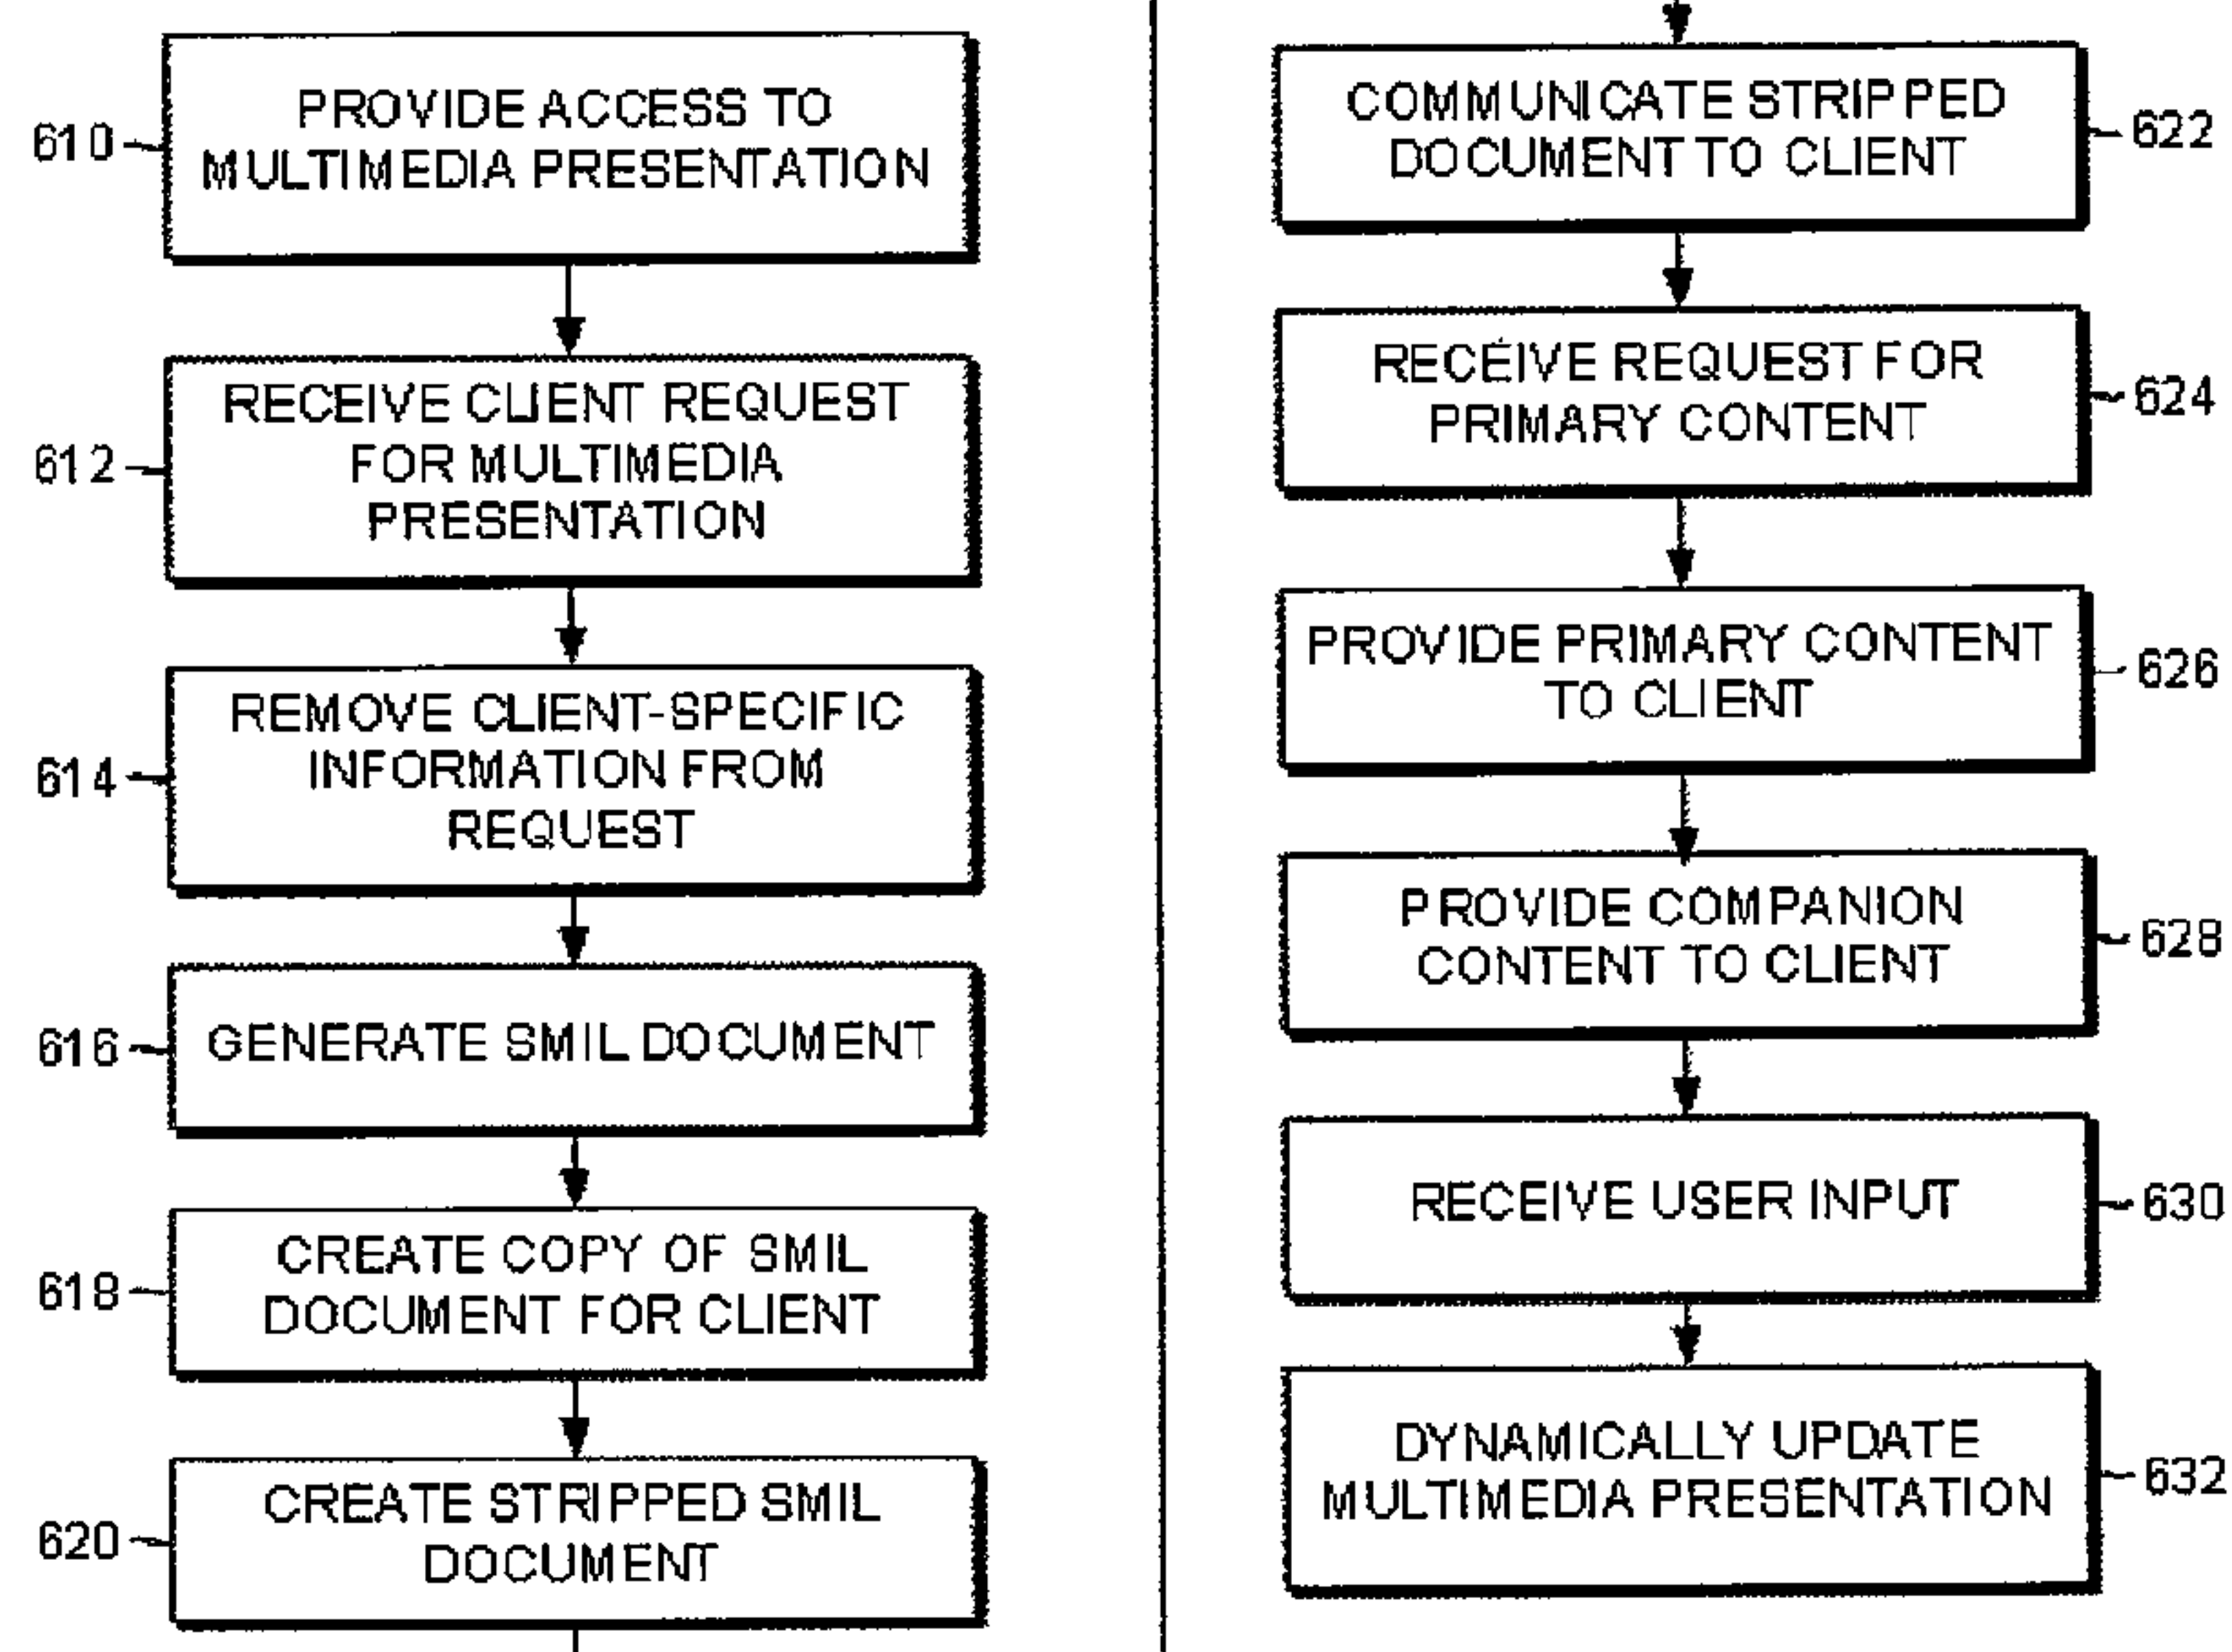 610
PROVIDE ACCESS TO
MULTIMEDIA PRESENTATION
612
RECEIVE CLIENT REQUEST
FOR MULTIMEDIA
PRESENTATION
614
REMOVE CLIENT-SPECIFIC
INFORMATION FROM
REQUEST
616
GENERATE SMIL DOCUMENT
618
CREATE COPY OF SMIL
DOCUMENT FOR CLIENT
620
CREATE STRIPPED SMIL
DOCUMENT
COMMUNICATE STRIPPED
DOCUMENT TO CLIENT
622
RECEIVE REQUEST FOR
PRIMARY CONTENT
624
PROVIDE PRIMARY CONTENT
TO CLIENT
626
PROVIDE COMPANION
CONTENT TO CLIENT
628
RECEIVE USER INPUT
630
DYNAMICALLY UPDATE
MULTIMEDIA PRESENTATION
632